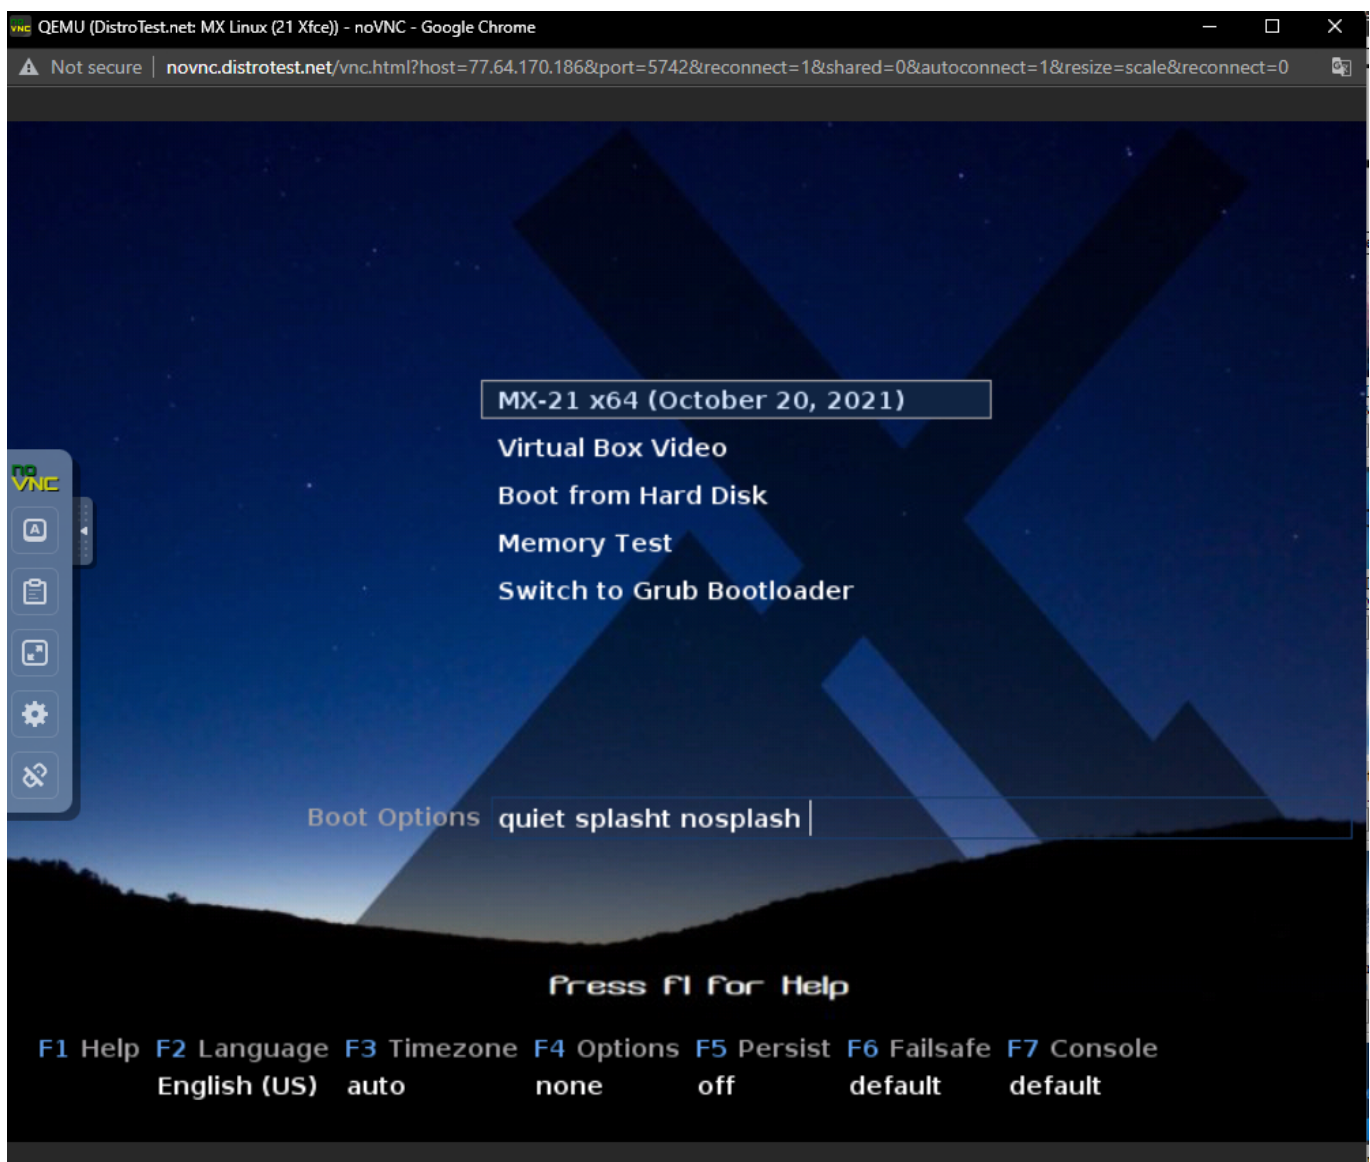 QEMU (DistroTest.net: MX Linux (21 Xfce)) - noVNC - Google Chrome
Not secure | novnc.distrotest.net/vnc.html?host=77.64.170.186&port=5742&reconnect=1&shared=0&autoconnect=1&resize=scale&reconnect=0
MX-21 x64 (October 20, 2021)
Virtual Box Video
Boot from Hard Disk
Memory Test
Switch to Grub Bootloader
no
VNC
A
Boot Options quiet splasht nosplash
Press F1 for Help
F1 Help F2 Language F3 Timezone F4 Options F5 Persist F6 Failsafe F7 Console
English (US) auto none off default default